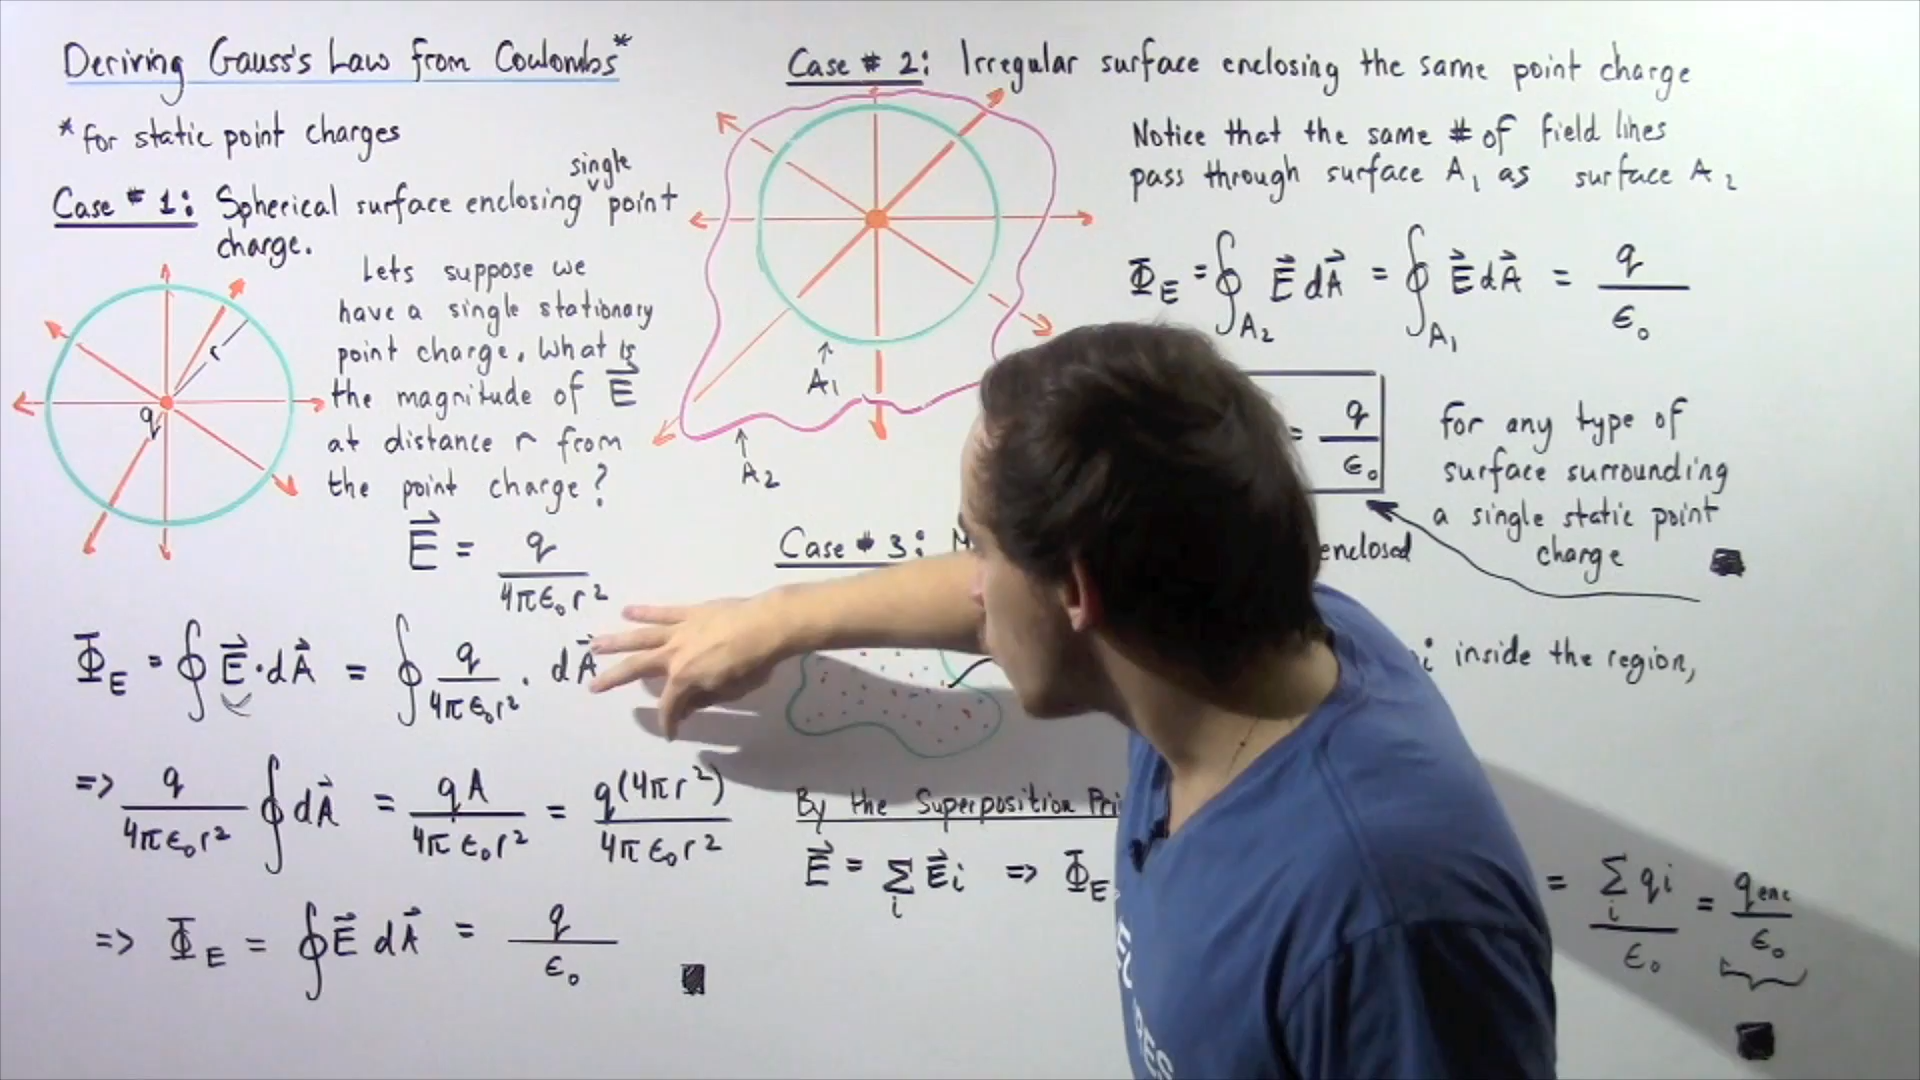 Deriving Gauss's Law from Coulombs*
*for static point charges
Case # 1: Spherical surface enclosing single point
charge.
Lets suppose we
have a single stationary
point charge. What is
the magnitude of E⃗
at distance r from
the point charge?
r
q
E⃗ = q / 4πϵ₀r²
Φ_E = ∮ E⃗ · dA⃗ = ∮ q / 4πϵ₀r² · dA⃗
=> q / 4πϵ₀r² ∮ dA⃗ = qA / 4πϵ₀r² = q(4πr²) / 4πϵ₀r²
=> Φ_E = ∮ E⃗ dA⃗ = q / ϵ₀
Case # 2: Irregular surface enclosing the same point charge
A₁
A₂
Notice that the same # of field lines
pass through surface A₁ as surface A₂
Φ_E = ∮_A₂ E⃗ dA⃗ = ∮_A₁ E⃗ dA⃗ = q / ϵ₀
= q / ϵ₀
for any type of
surface surrounding
a single static point
charge
Case # 3:
enclosed
i inside the region,
By the Superposition
E⃗ = Σ_i E⃗i => Φ_E
= Σ_i qi / ϵ₀ = q_enc / ϵ₀